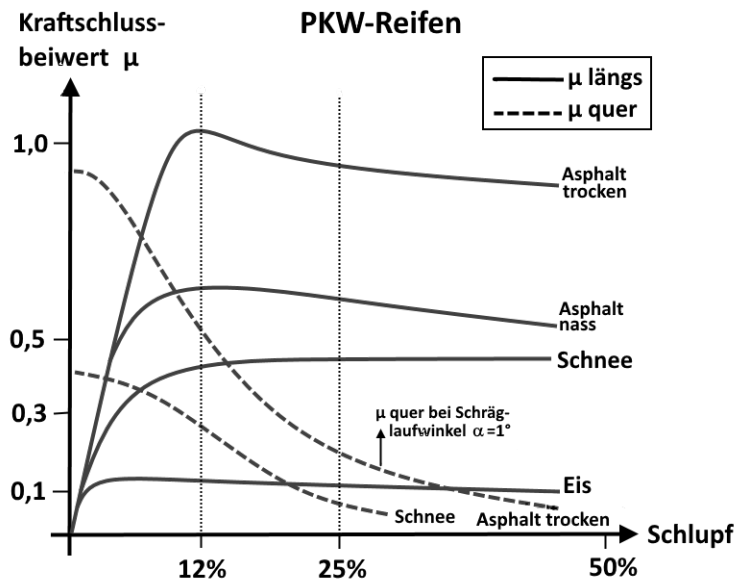 Kraftschluss-
beiwert μ
PKW-Reifen
μ längs
μ quer
1,0
Asphalt
trocken
Asphalt
nass
0,5
Schnee
μ quer bei Schräg-
laufwinkel α =1°
0,3
0,1
Eis
Schnee
Asphalt trocken
Schlupf
12%
25%
50%